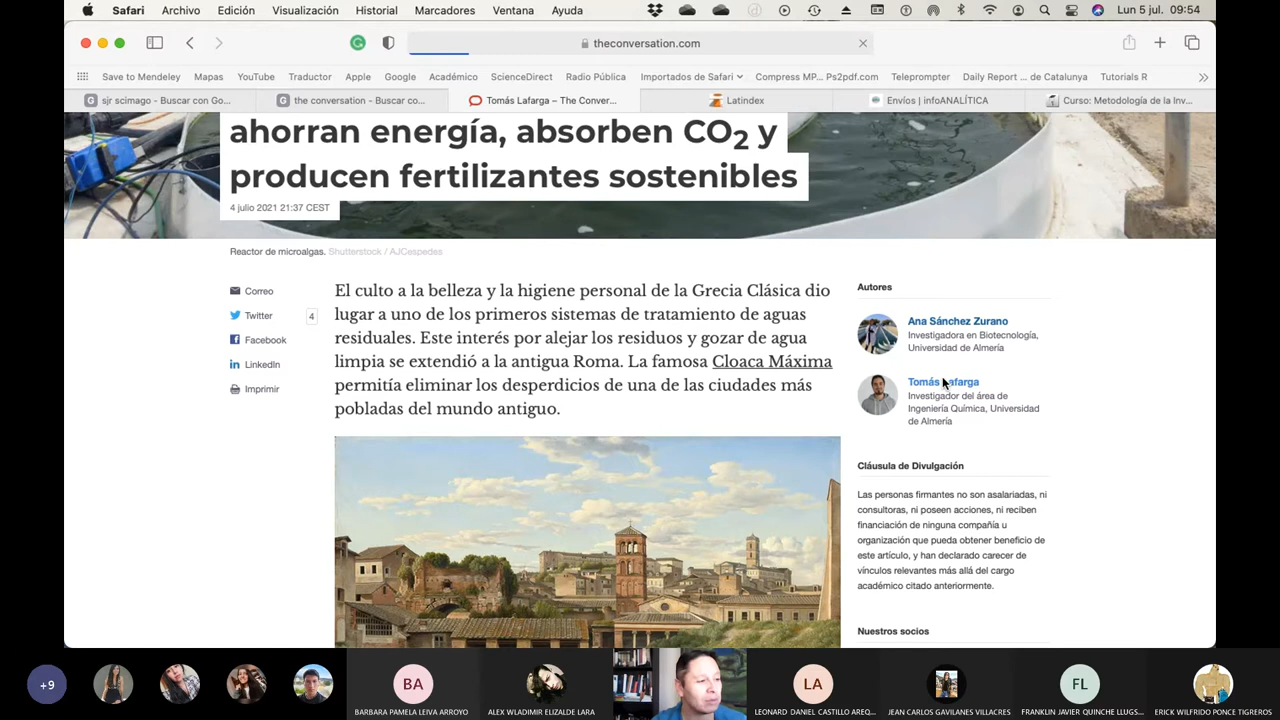 Safari Archivo Edición Visualización Historial Marcadores Ventana Ayuda Lun 5 jul. 09:54
theconversation.com
Save to Mendeley Mapas YouTube Traductor Apple Google Académico ScienceDirect Radio Pública Importados de Safari Compress MP... Ps2pdf.com Teleprompter Daily Report ... de Catalunya Tutorials R
sjr scimago - Buscar con Go... the conversation - Buscar co... Tomás Lafarga – The Conver... Latindex Envíos | infoANALÍTICA Curso: Metodología de la Inv...
ahorran energía, absorben CO2 y
producen fertilizantes sostenibles
4 julio 2021 21:37 CEST
Reactor de microalgas. Shutterstock / AJCespedes
Correo
Twitter 4
Facebook
LinkedIn
Imprimir
El culto a la belleza y la higiene personal de la Grecia Clásica dio
lugar a uno de los primeros sistemas de tratamiento de aguas
residuales. Este interés por alejar los residuos y gozar de agua
limpia se extendió a la antigua Roma. La famosa Cloaca Máxima
permitía eliminar los desperdicios de una de las ciudades más
pobladas del mundo antiguo.
Autores
Ana Sánchez Zurano
Investigadora en Biotecnología,
Universidad de Almería
Tomás Lafarga
Investigador del área de
Ingeniería Química, Universidad
de Almería
Cláusula de Divulgación
Las personas firmantes no son asalariadas, ni
consultoras, ni poseen acciones, ni reciben
financiación de ninguna compañía u
organización que pueda obtener beneficio de
este artículo, y han declarado carecer de
vínculos relevantes más allá del cargo
académico citado anteriormente.
Nuestros socios
+9 BA LA FL
BARBARA PAMELA LEIVA ARROYO ALEX WLADIMIR ELIZALDE LARA LEONARD DANIEL CASTILLO AREQ... JEAN CARLOS GAVILANES VILLACRES FRANKLIN JAVIER QUINCHE LLUGS... ERICK WILFRIDO PONCE TIGREROS